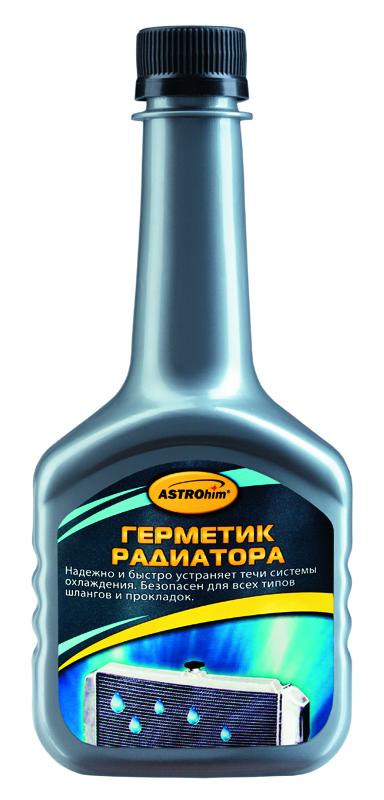 ASTROhim®
ГЕРМЕТИК
РАДИАТОРА
Надежно и быстро устраняет течи системы
охлаждения. Безопасен для всех типов
шлангов и прокладок.